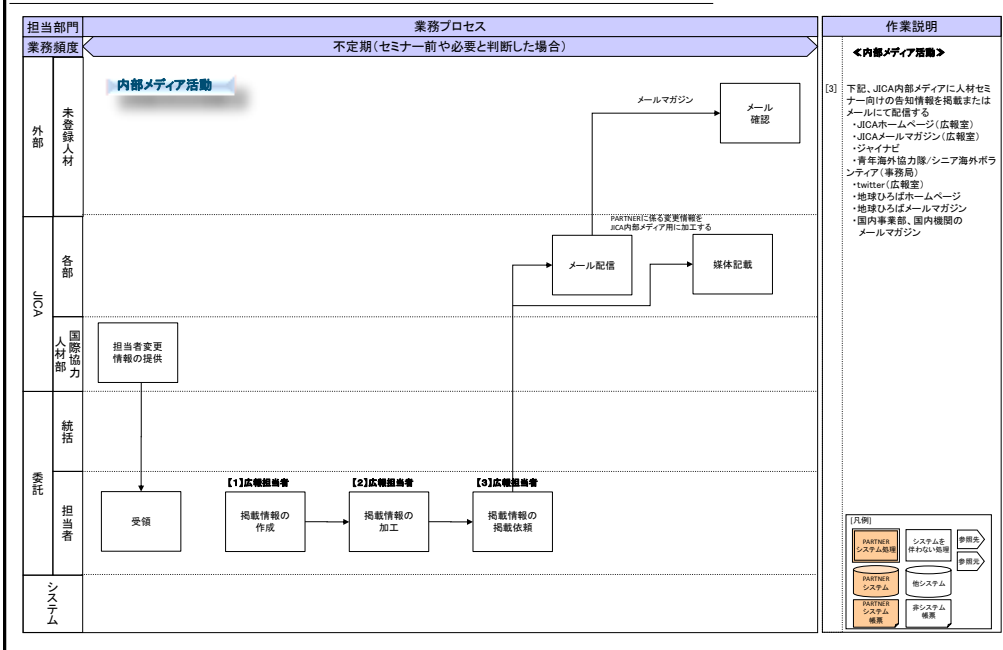 担当部門
業務プロセス
作業説明
業務頻度
不定期(セミナー前や必要と判断した場合)
内部メディア活動
外部
未登録人材
メールマガジン
メール
確認
JICA
各部
PARTNERに係る変更情報を
JICA内部メディア用に加工する
メール配信
媒体記載
国際協力
人材部
担当者変更
情報の提供
委託
統括
担当者
受領
【1】広報担当者
掲載情報の
作成
【2】広報担当者
掲載情報の
加工
【3】広報担当者
掲載情報の
掲載依頼
システム
≪内部メディア活動≫
[3] 下記、JICA内部メディアに人材セミ
ナー向けの告知情報を掲載または
メールにて配信する
・JICAホームページ(広報室)
・JICAメールマガジン(広報室)
・ジャイナビ
・青年海外協力隊/シニア海外ボラ
ンティア(事務局)
・twitter(広報室)
・地球ひろばホームページ
・地球ひろばメールマガジン
・国内事業部、国内機関の
メールマガジン
[凡例]
PARTNER
システム処理
システムを
伴わない処理
参照先
参照元
PARTNER
システム
他システム
PARTNER
システム
帳票
非システム
帳票